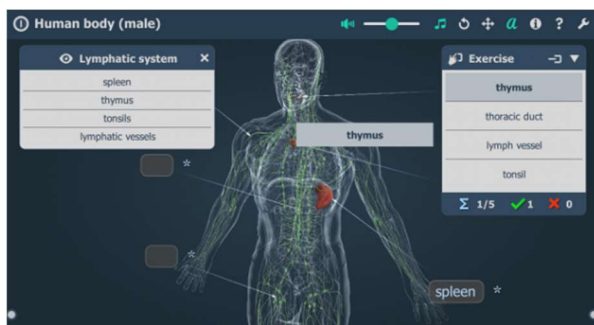 Human body (male)
Lymphatic system
spleen
thymus
tonsils
lymphatic vessels
Exercise
thymus
thoracic duct
lymph vessel
tonsil
Σ 1/5 ✓ 1 ✗ 0
thymus
*
*
spleen *